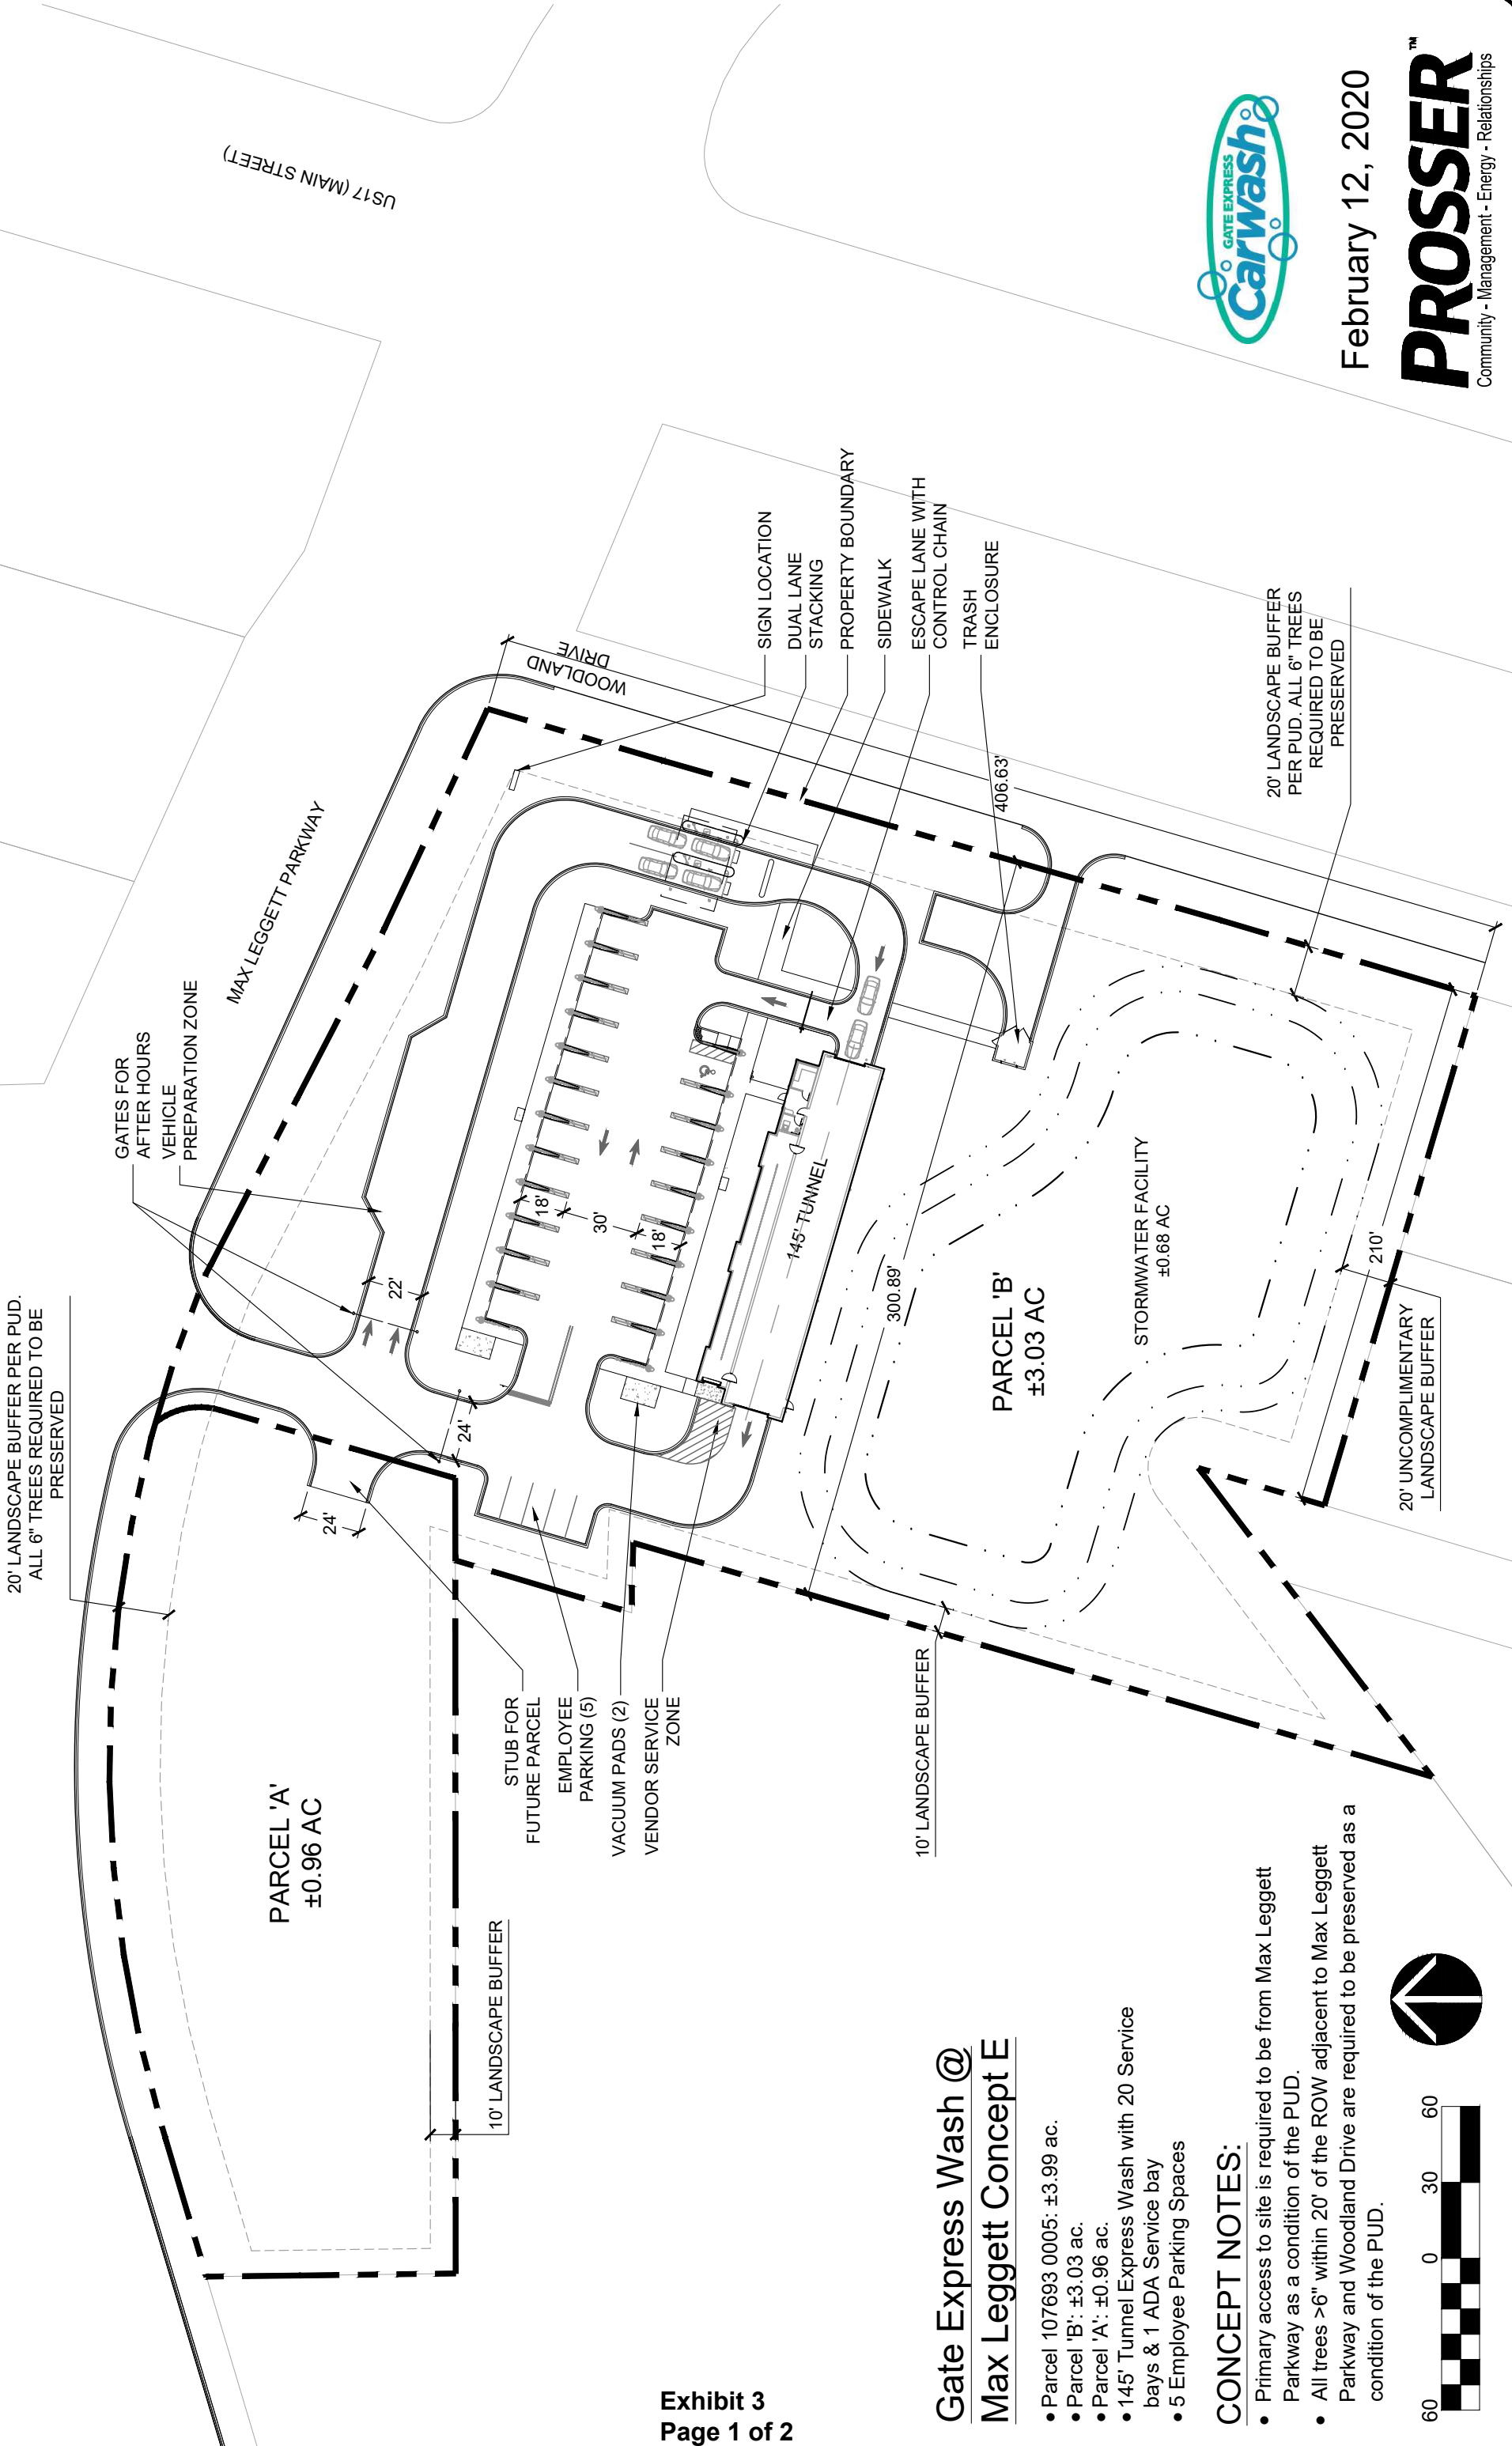 US17 (MAIN STREET)
20' LANDSCAPE BUFFER PER PUD.
ALL 6" TREES REQUIRED TO BE
PRESERVED
GATES FOR
AFTER HOURS
VEHICLE
PREPARATION ZONE
MAX LEGGETT PARKWAY
WOODLAND
DRIVE
SIGN LOCATION
DUAL LANE
STACKING
PROPERTY BOUNDARY
SIDEWALK
ESCAPE LANE WITH
CONTROL CHAIN
TRASH
ENCLOSURE
406.63'
20' LANDSCAPE BUFFER
PER PUD. ALL 6" TREES
REQUIRED TO BE
PRESERVED
22'
24'
24'
18'
30'
18'
145' TUNNEL
300.89'
PARCEL 'B'
±3.03 AC
STORMWATER FACILITY
±0.68 AC
210'
20' UNCOMPLIMENTARY
LANDSCAPE BUFFER
PARCEL 'A'
±0.96 AC
STUB FOR
FUTURE PARCEL
EMPLOYEE
PARKING (5)
VACUUM PADS (2)
VENDOR SERVICE
ZONE
10' LANDSCAPE BUFFER
10' LANDSCAPE BUFFER
Gate Express Wash @
Max Leggett Concept E
• Parcel 107693 0005: ±3.99 ac.
• Parcel 'B': ±3.03 ac.
• Parcel 'A': ±0.96 ac.
• 145' Tunnel Express Wash with 20 Service
bays & 1 ADA Service bay
• 5 Employee Parking Spaces
CONCEPT NOTES:
• Primary access to site is required to be from Max Leggett
Parkway as a condition of the PUD.
• All trees >6" within 20' of the ROW adjacent to Max Leggett
Parkway and Woodland Drive are required to be preserved as a
condition of the PUD.
60 0 30 60
GATE EXPRESS
Carwash
February 12, 2020
PROSSER™
Community - Management - Energy - Relationships
Exhibit 3
Page 1 of 2